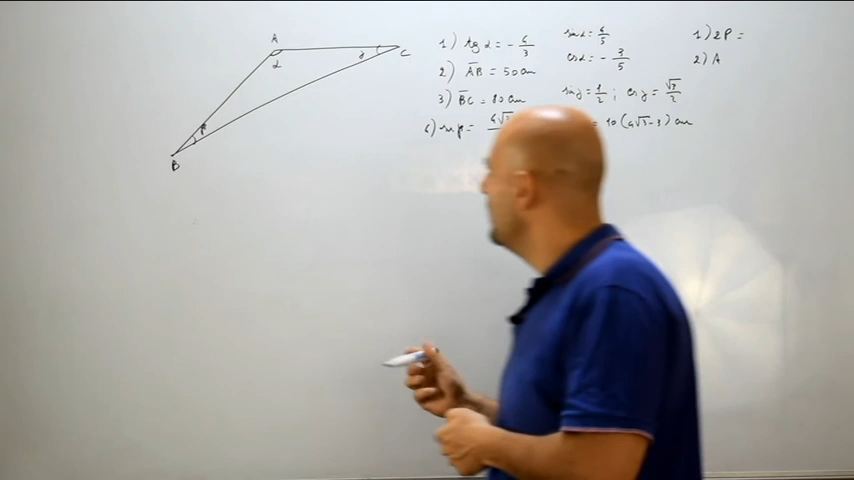 A
α
γ
C
β
B
1) tg α = - 4/3
2) AB = 50 cm
3) BC = 80 cm
4) sin β =
sin α = 4/5
cos α = - 3/5
sin γ = 1/2 ; cos γ = √3/2
= 10(4√3-3) cm
1) 2P =
2) A